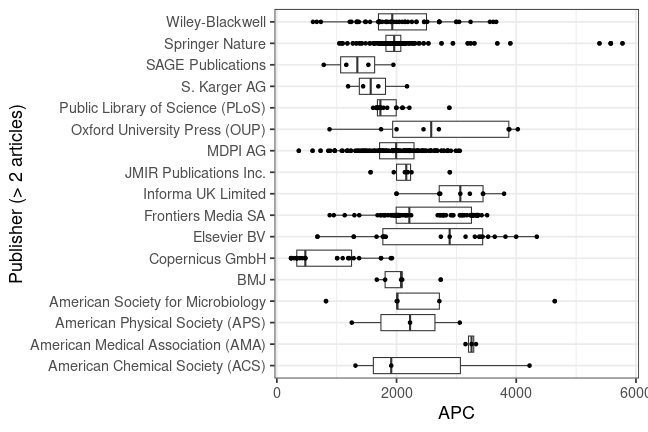 Publisher (> 2 articles)
Wiley-Blackwell
Springer Nature
SAGE Publications
S. Karger AG
Public Library of Science (PLoS)
Oxford University Press (OUP)
MDPI AG
JMIR Publications Inc.
Informa UK Limited
Frontiers Media SA
Elsevier BV
Copernicus GmbH
BMJ
American Society for Microbiology
American Physical Society (APS)
American Medical Association (AMA)
American Chemical Society (ACS)
0 2000 4000 6000
APC